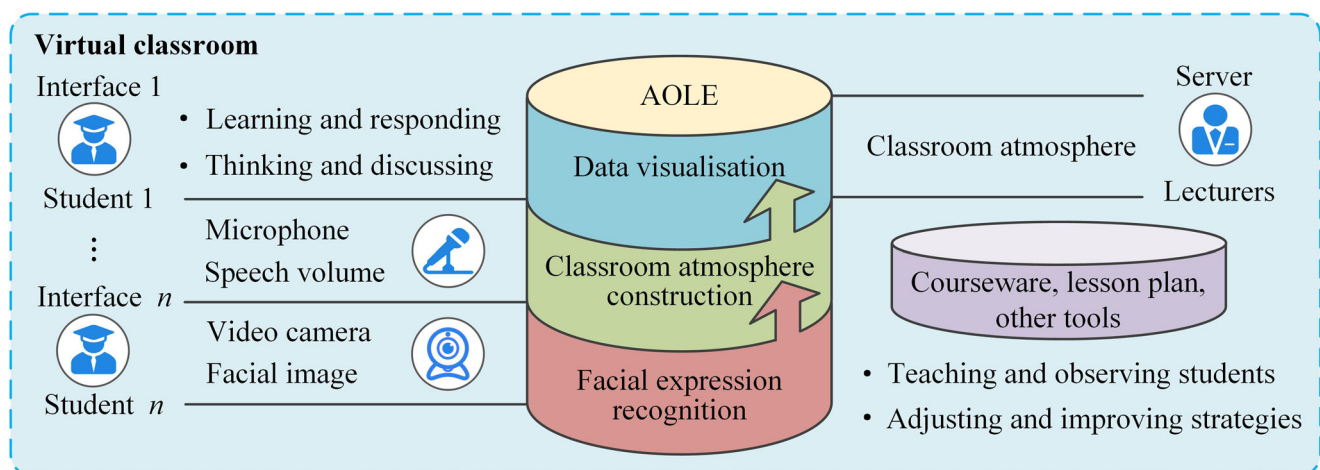 Virtual classroom
Interface 1
Student 1
⋮
Interface n
Student n
• Learning and responding
• Thinking and discussing
Microphone
Speech volume
Video camera
Facial image
AOLE
Data visualisation
Classroom atmosphere
construction
Facial expression
recognition
Classroom atmosphere
Server
Lecturers
Courseware, lesson plan,
other tools
• Teaching and observing students
• Adjusting and improving strategies